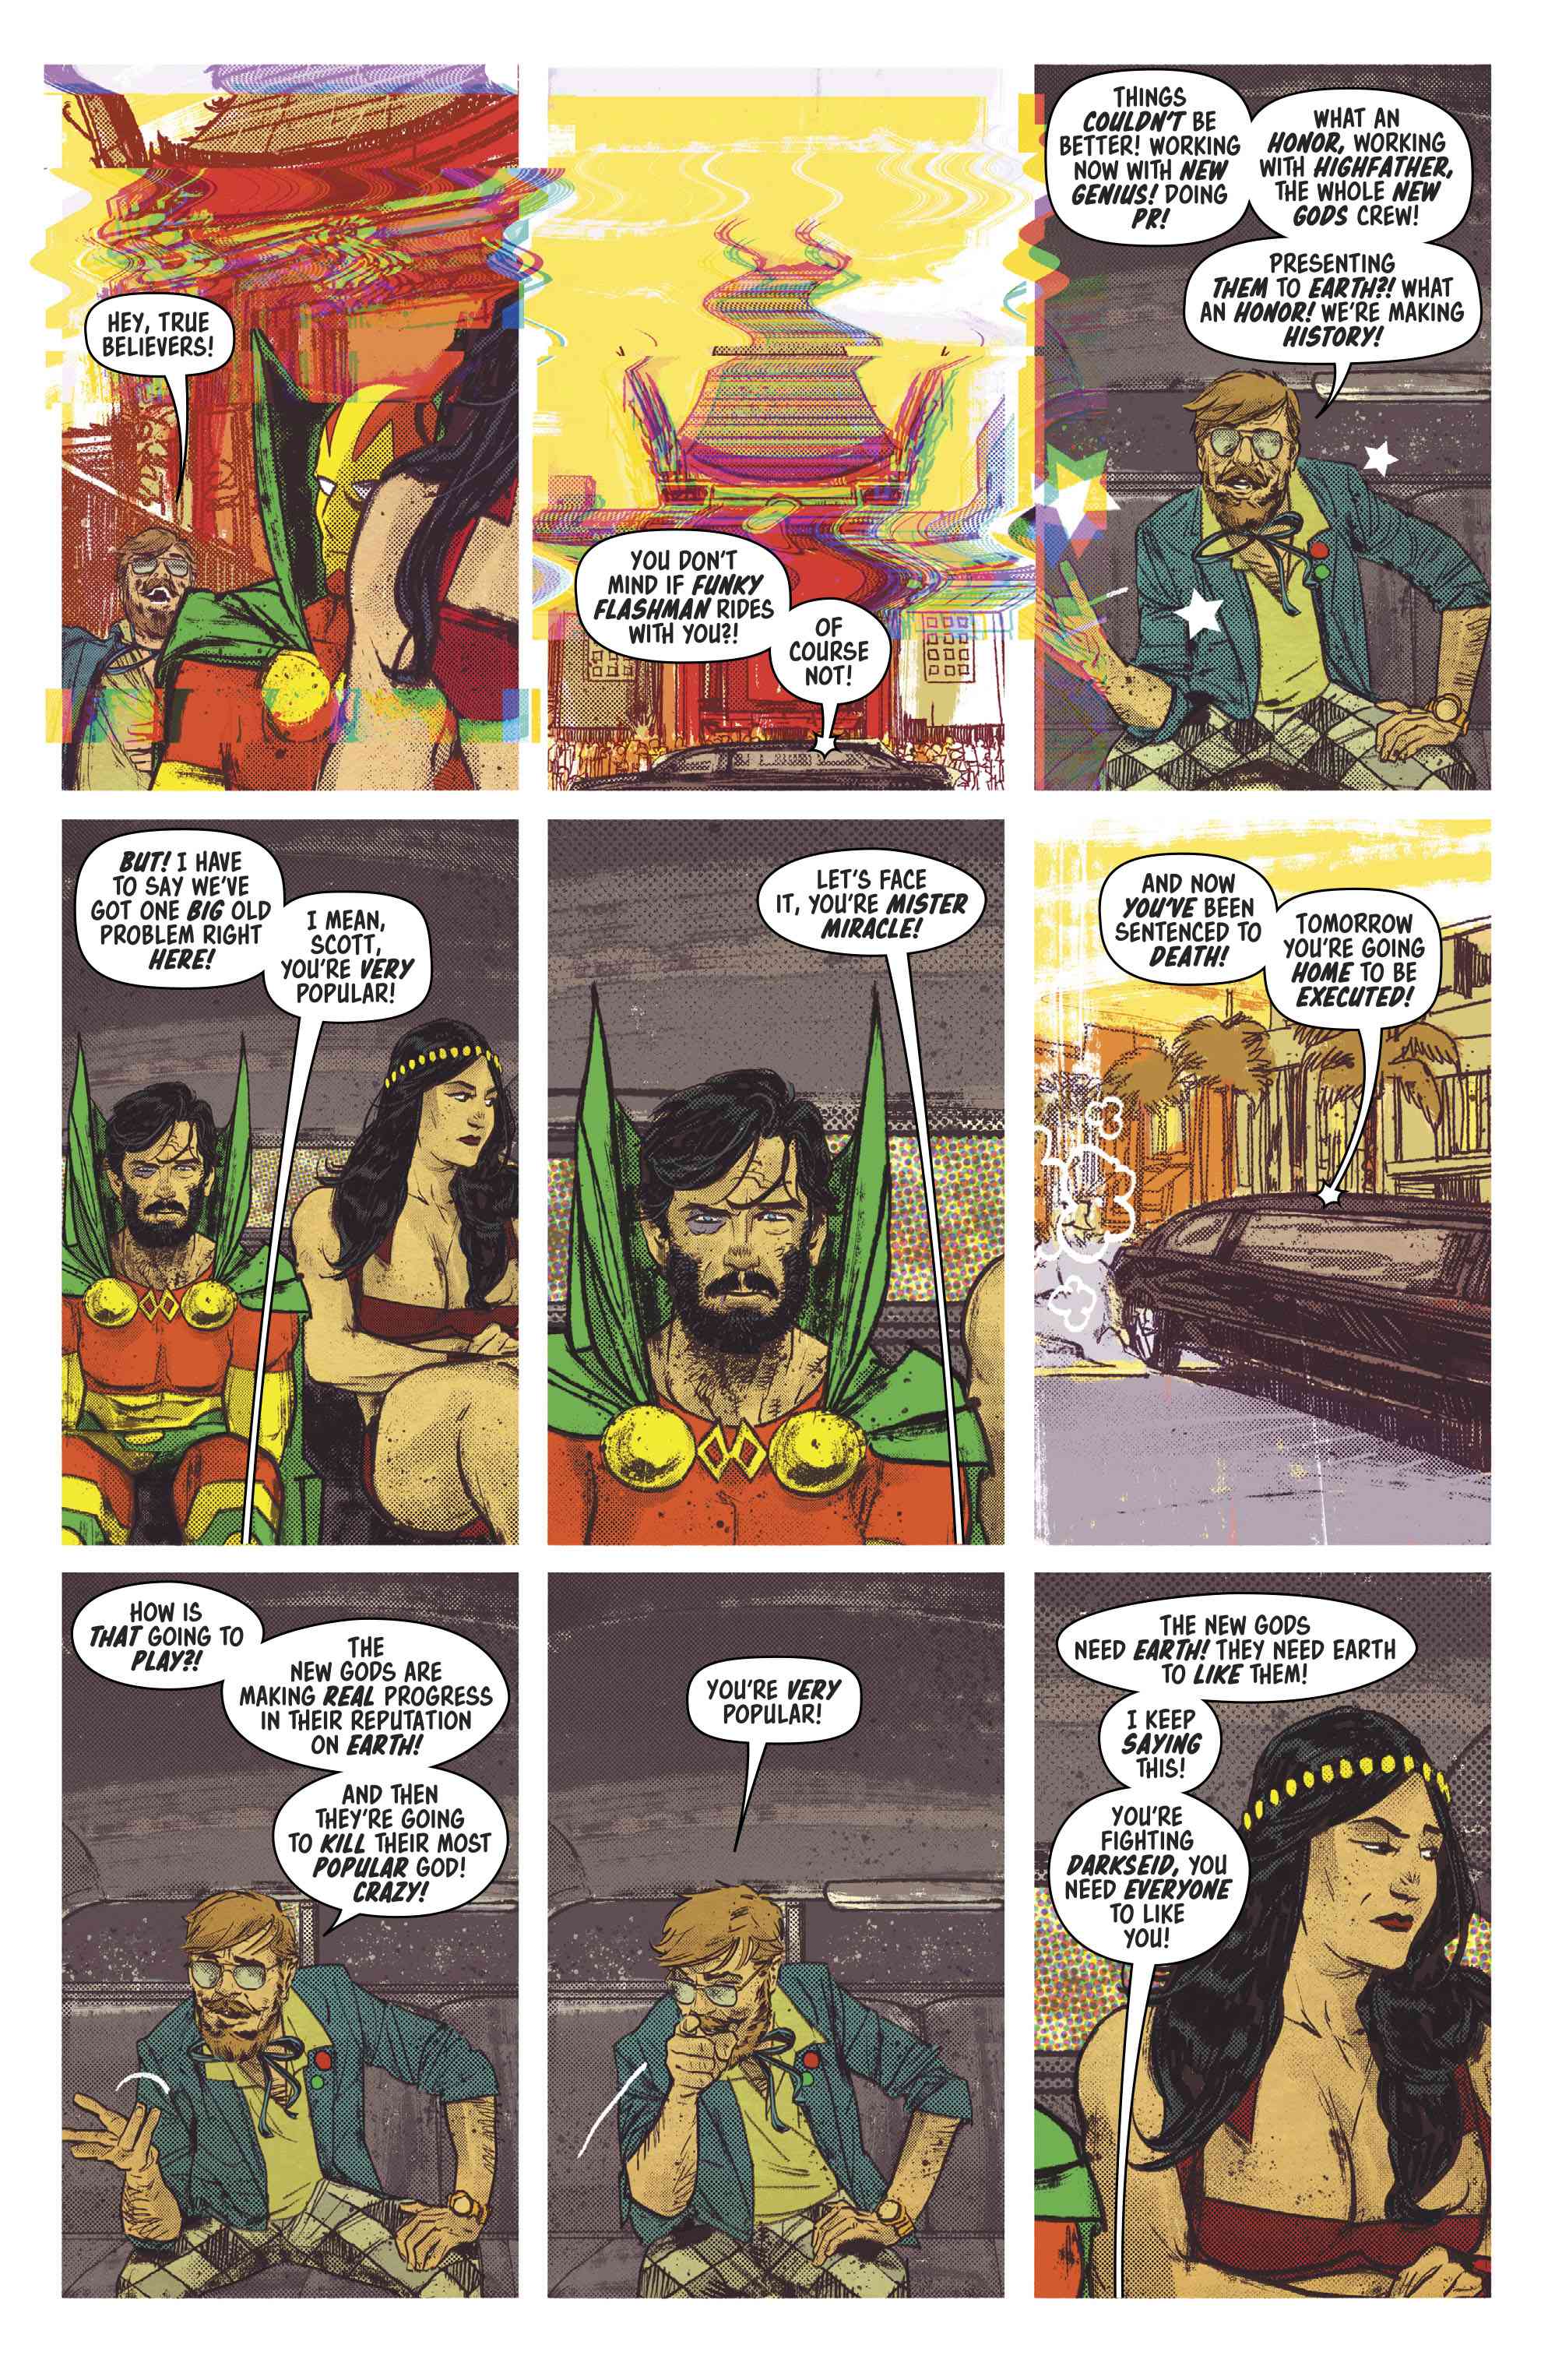 HEY, TRUE
BELIEVERS!
YOU DON'T
MIND IF FUNKY
FLASHMAN RIDES
WITH YOU?!
OF
COURSE
NOT!
THINGS
COULDN'T BE
BETTER! WORKING
NOW WITH NEW
GENIUS! DOING
PR!
WHAT AN
HONOR, WORKING
WITH HIGHFATHER,
THE WHOLE NEW
GODS CREW!
PRESENTING
THEM TO EARTH?! WHAT
AN HONOR! WE'RE MAKING
HISTORY!
BUT! I HAVE
TO SAY WE'VE
GOT ONE BIG OLD
PROBLEM RIGHT
HERE!
I MEAN,
SCOTT,
YOU'RE VERY
POPULAR!
LET'S FACE
IT, YOU'RE MISTER
MIRACLE!
AND NOW
YOU'VE BEEN
SENTENCED TO
DEATH!
TOMORROW
YOU'RE GOING
HOME TO BE
EXECUTED!
HOW IS
THAT GOING TO
PLAY?!
THE
NEW GODS ARE
MAKING REAL PROGRESS
IN THEIR REPUTATION
ON EARTH!
AND THEN
THEY'RE GOING
TO KILL THEIR MOST
POPULAR GOD!
CRAZY!
YOU'RE VERY
POPULAR!
THE NEW GODS
NEED EARTH! THEY NEED EARTH
TO LIKE THEM!
I KEEP
SAYING
THIS!
YOU'RE
FIGHTING
DARKSEID, YOU
NEED EVERYONE
TO LIKE
YOU!